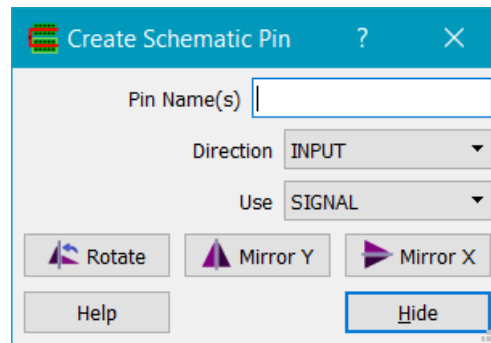 Create Schematic Pin ? ×
Pin Name(s)
Direction INPUT
Use SIGNAL
Rotate Mirror Y Mirror X
Help Hide